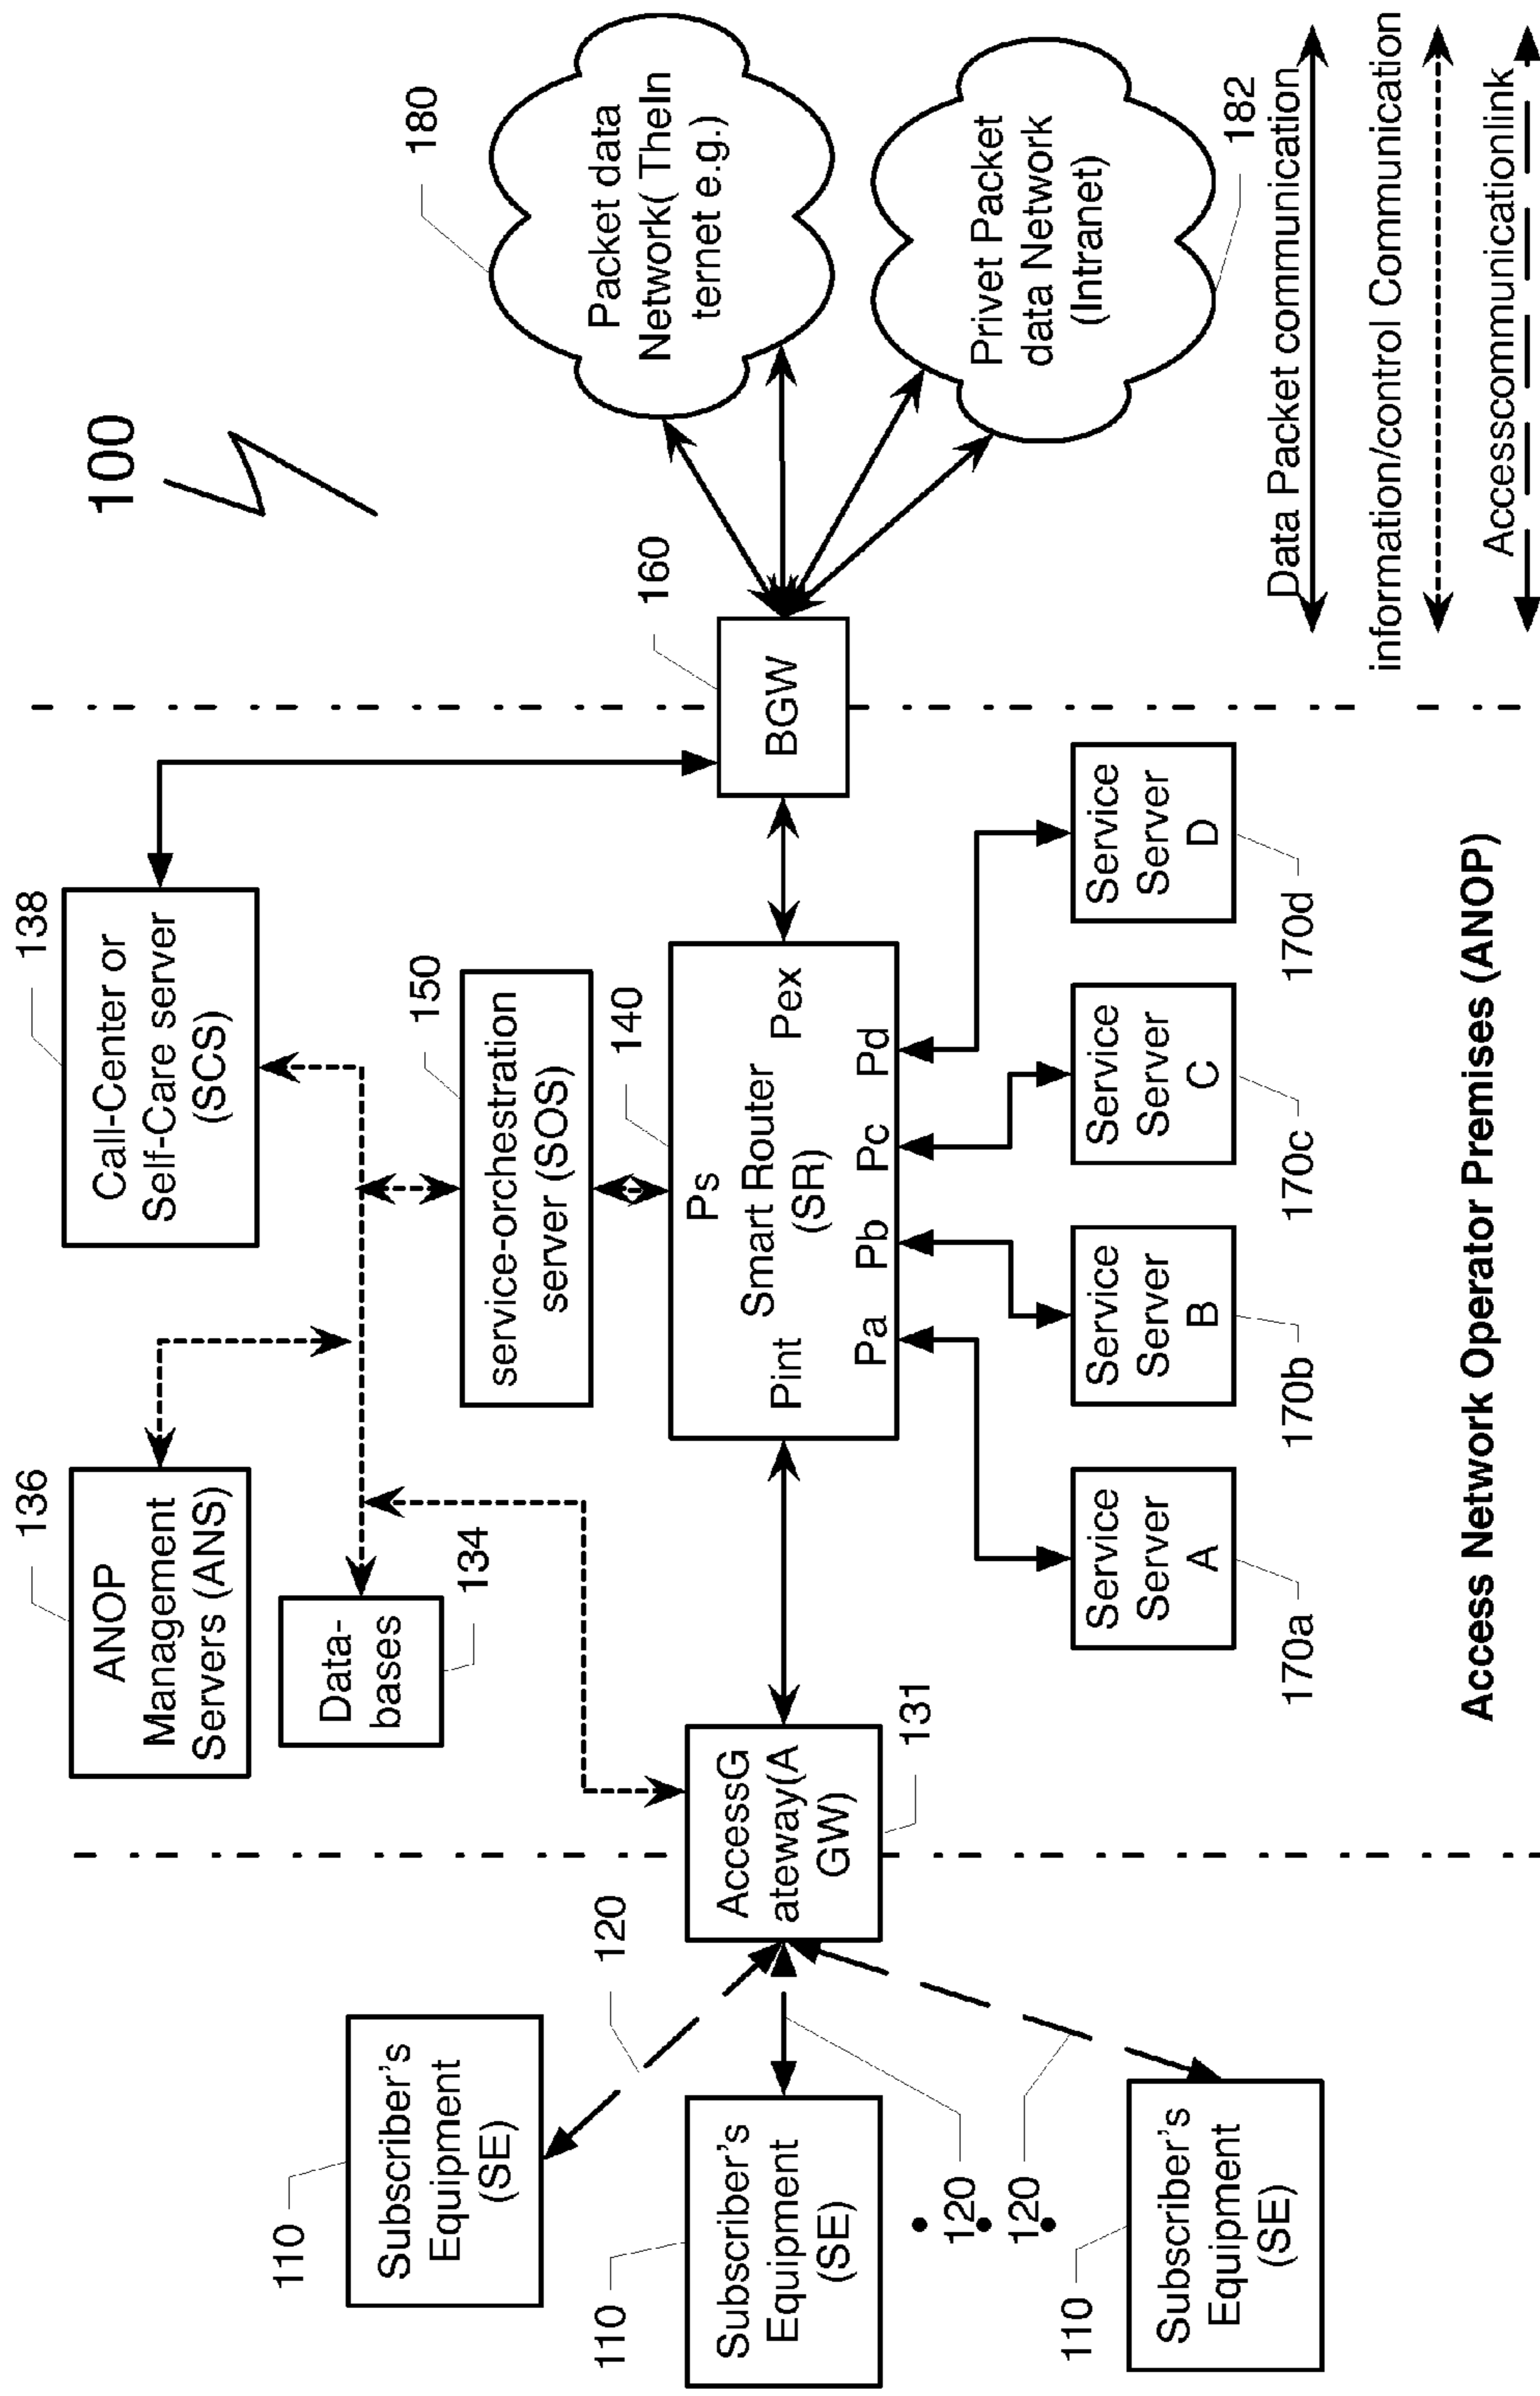 100
136
ANOP
Management
Servers (ANS)
138
Call-Center or
Self-Care server
(SCS)
Data-
bases
134
150
service-orchestration
server (SOS)
180
Packet data
Network( TheIn
ternet e.g.)
110
Subscriber's
Equipment
(SE)
120
AccessG
ateway(A
GW)
131
140
Ps
Smart Router
(SR)
Pint
Pex
Pa
Pb
Pc
Pd
160
BGW
110
Subscriber's
Equipment
(SE)
120
120
Privet Packet
data Network
(Intranet)
182
110
Subscriber's
Equipment
(SE)
Service
Server
A
170a
Service
Server
B
170b
Service
Server
C
170c
Service
Server
D
170d
Data Packet communication
information/control Communication
Accesscommunicationlink
Access Network Operator Premises (ANOP)